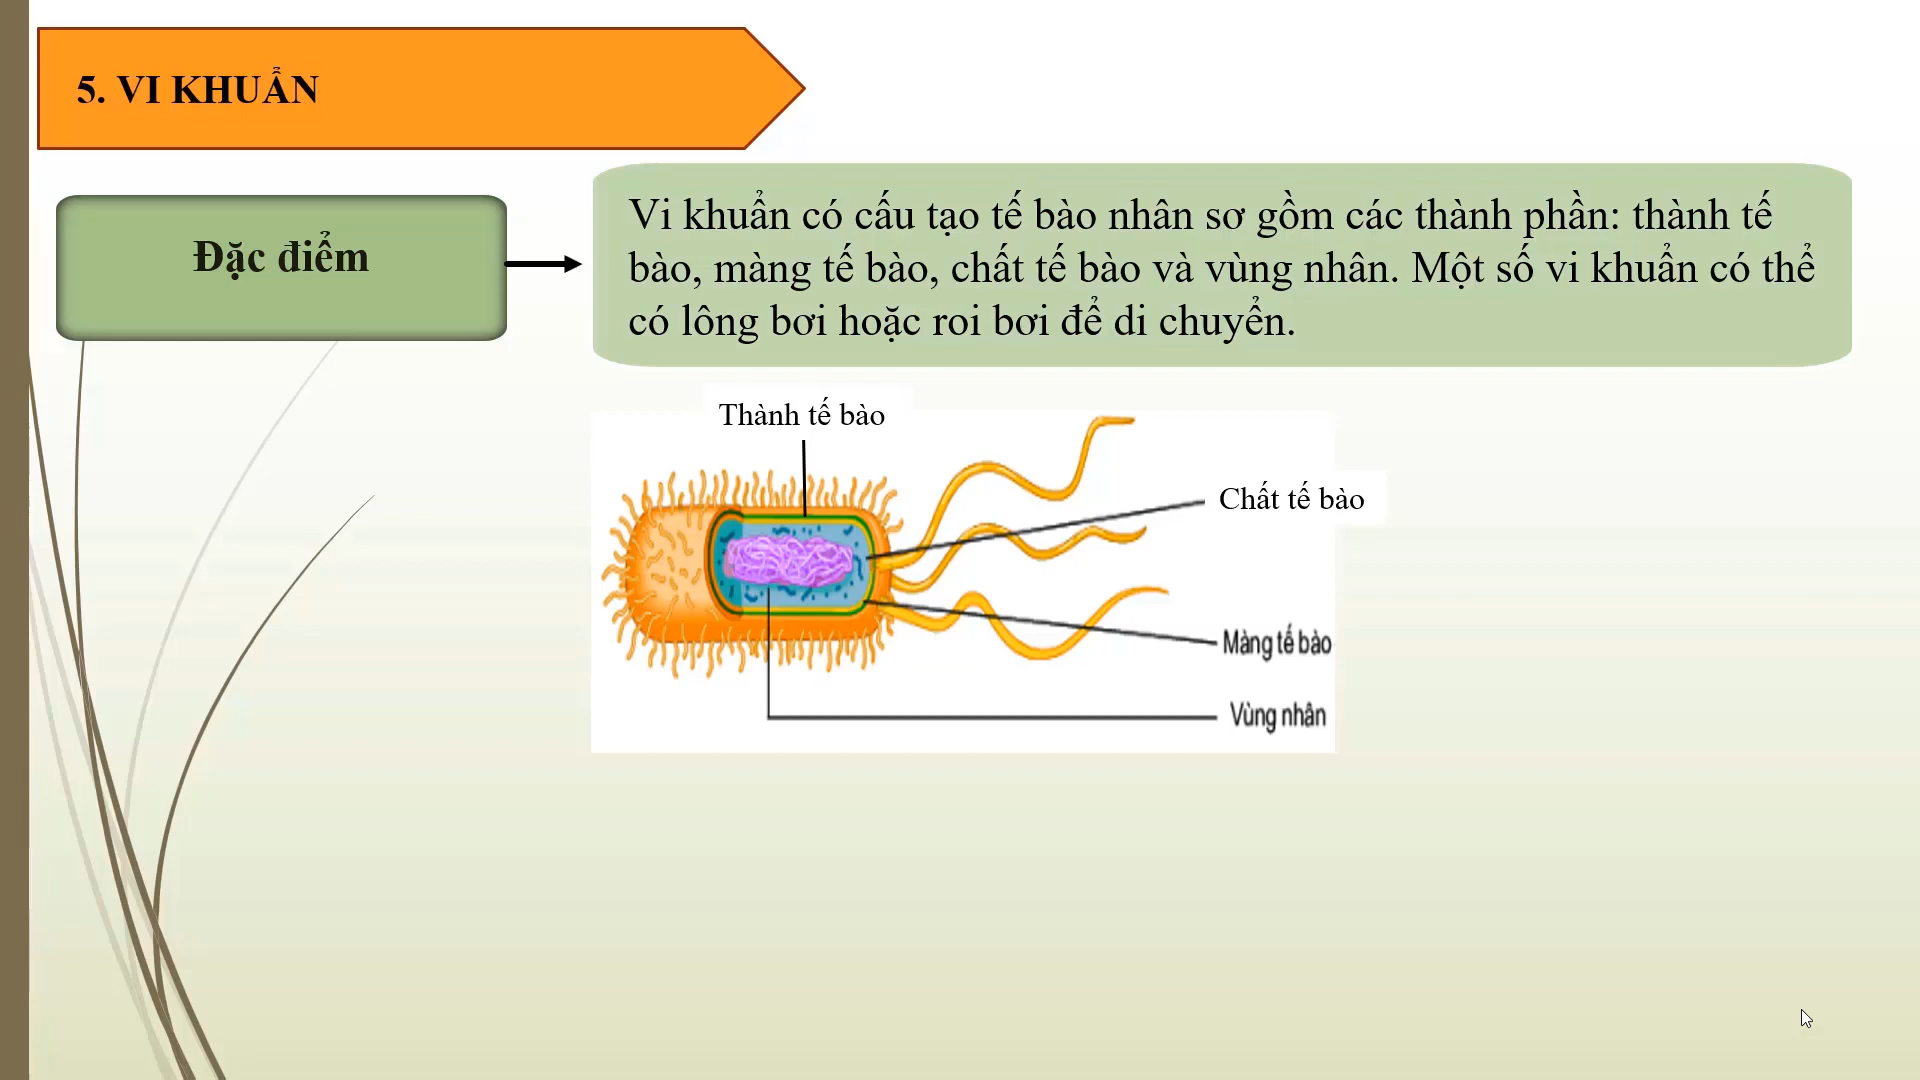 5. VI KHUẨN
Đặc điểm
Vi khuẩn có cấu tạo tế bào nhân sơ gồm các thành phần: thành tế
bào, màng tế bào, chất tế bào và vùng nhân. Một số vi khuẩn có thể
có lông bơi hoặc roi bơi để di chuyển.
Thành tế bào
Chất tế bào
Màng tế bào
Vùng nhân